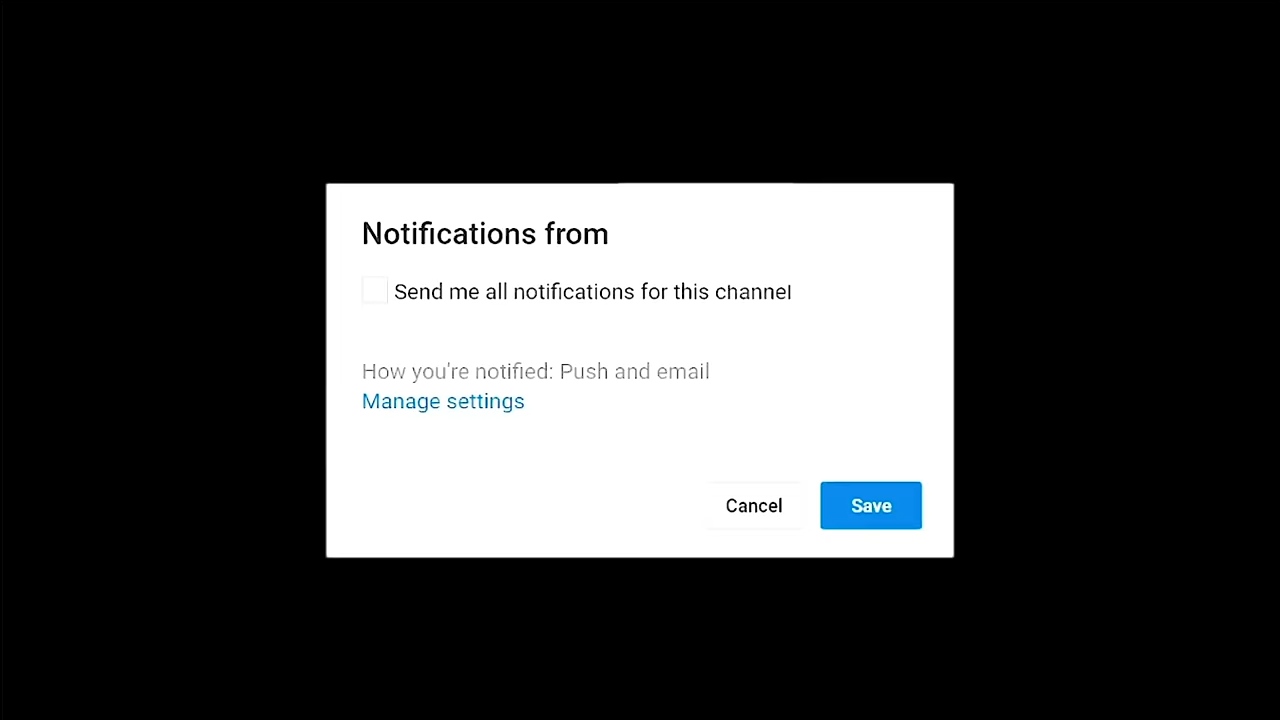 Notifications from
Send me all notifications for this channel
How you're notified: Push and email
Manage settings
Cancel
Save